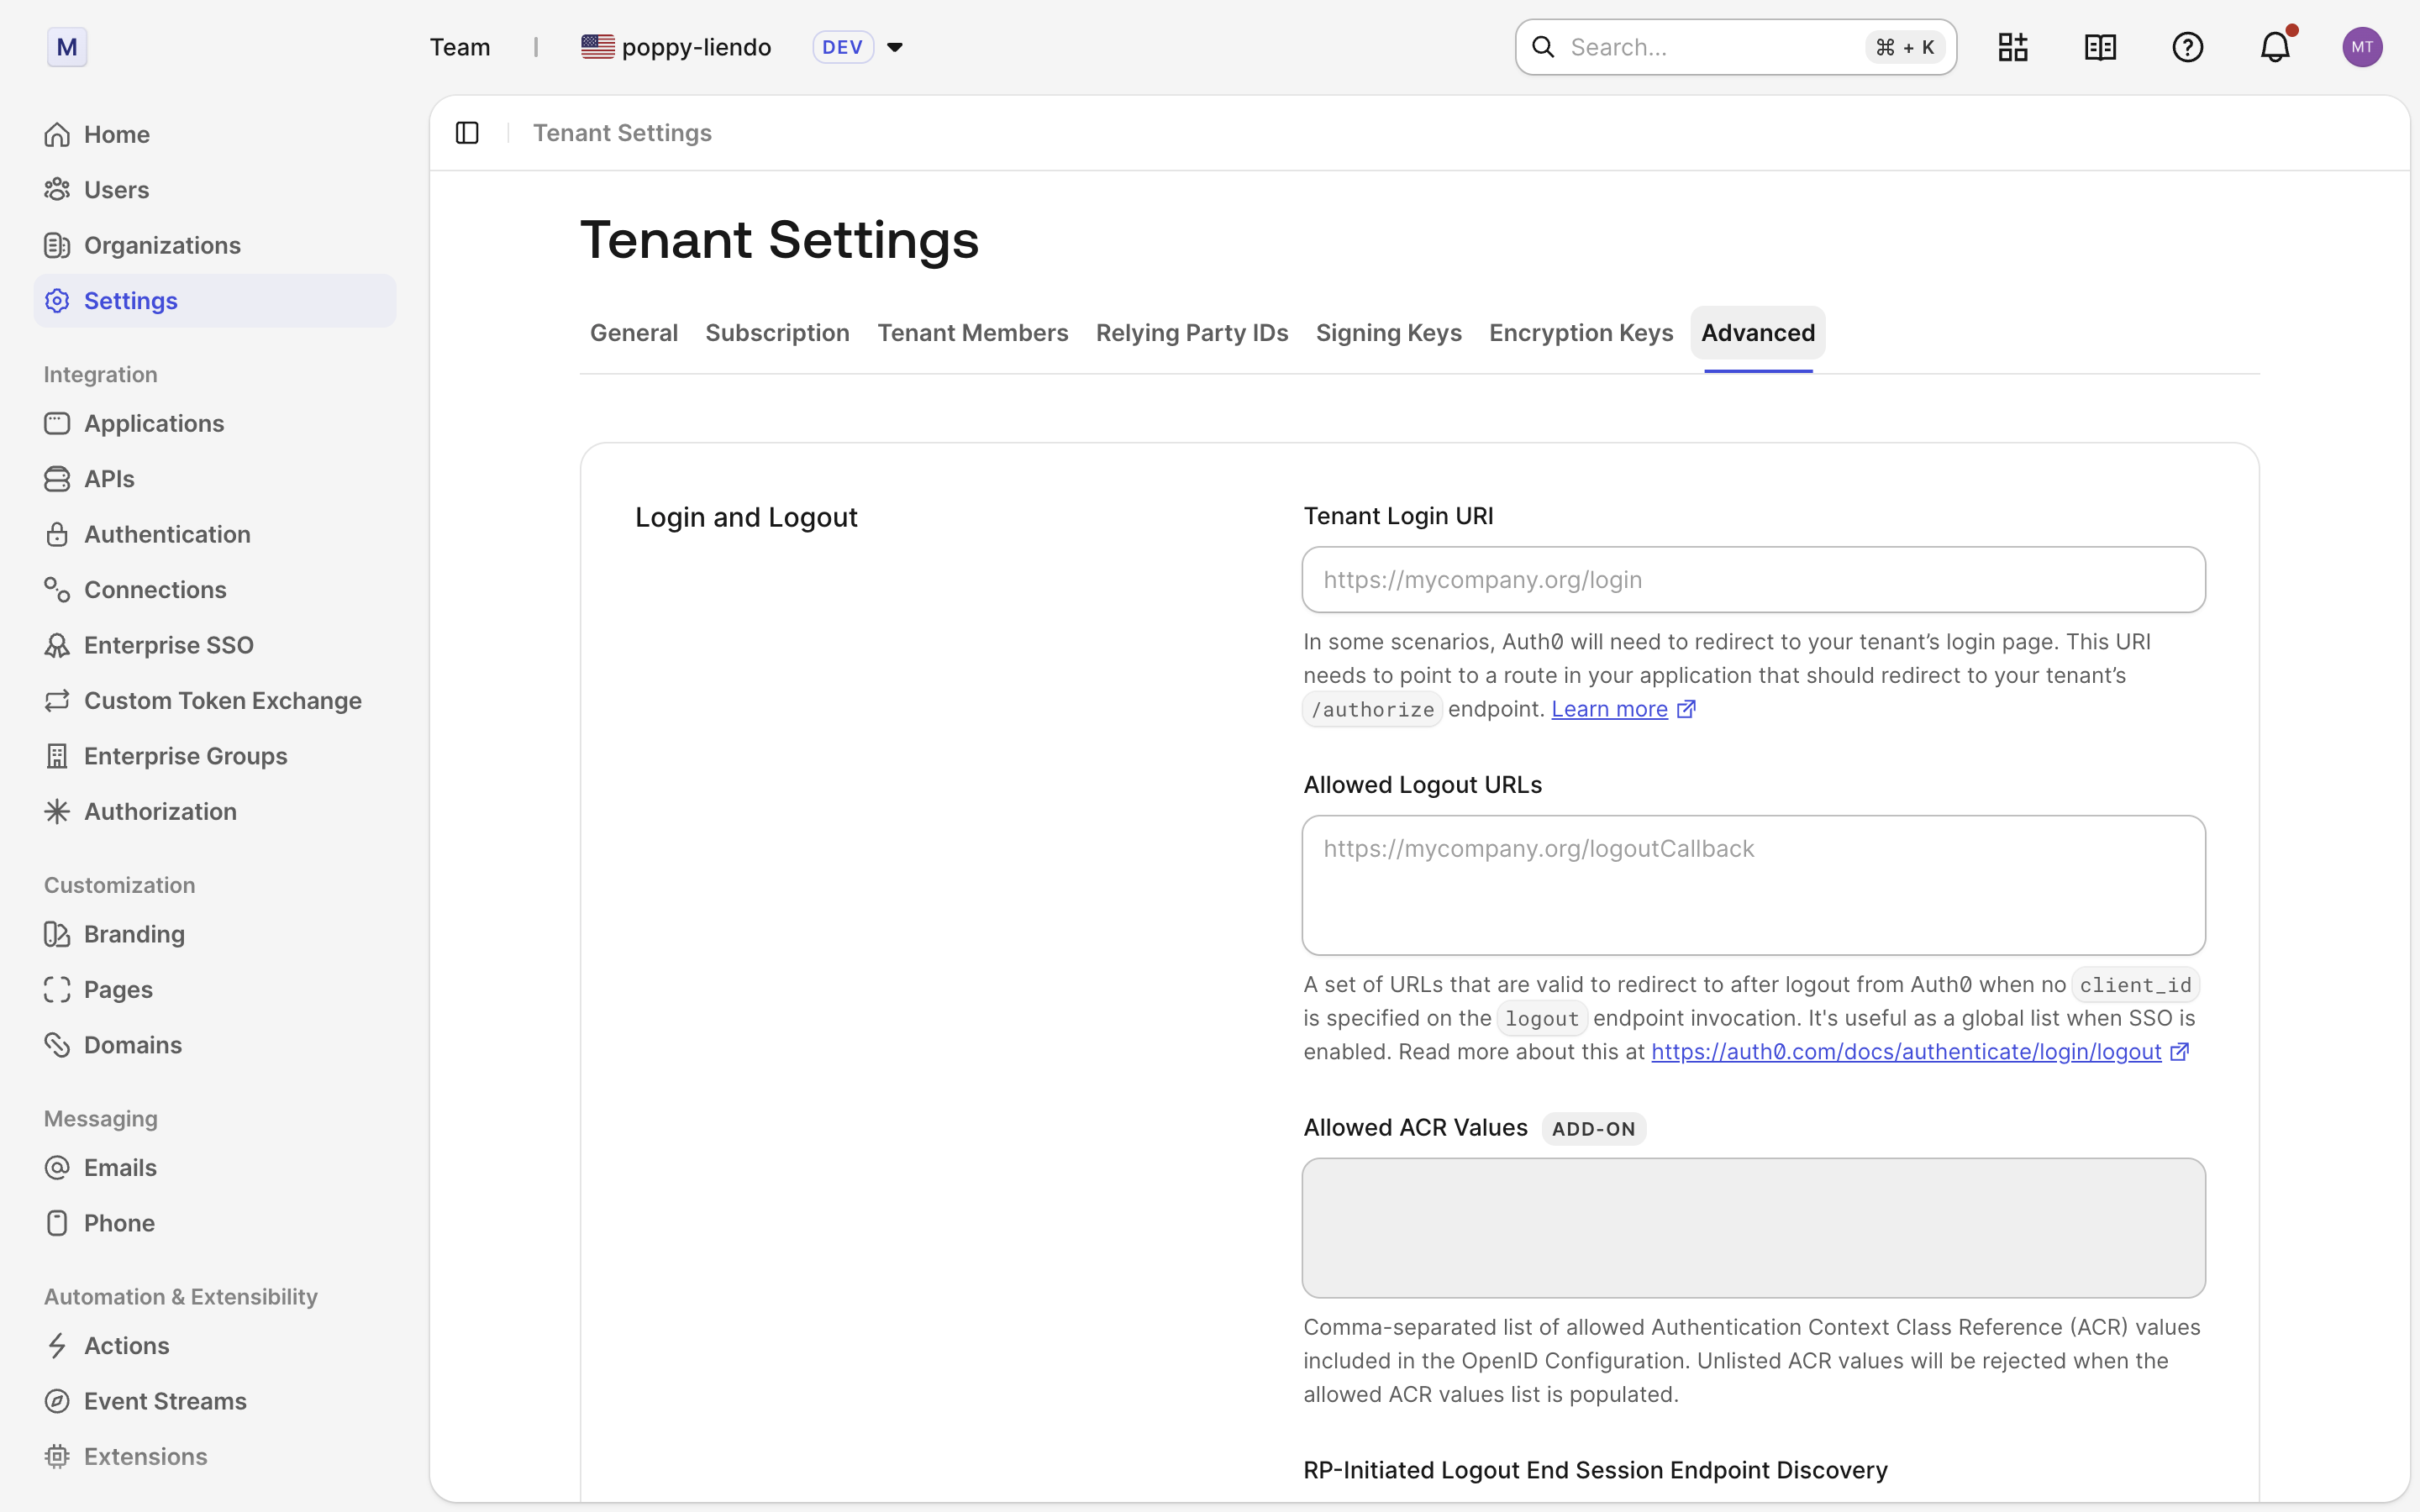 M
Team | poppy-liendo DEV
Search... ⌘ + K
MT
Home
Users
Organizations
Settings
Integration
Applications
APIs
Authentication
Connections
Enterprise SSO
Custom Token Exchange
Enterprise Groups
Authorization
Customization
Branding
Pages
Domains
Messaging
Emails
Phone
Automation & Extensibility
Actions
Event Streams
Extensions
Tenant Settings
Tenant Settings
General Subscription Tenant Members Relying Party IDs Signing Keys Encryption Keys Advanced
Login and Logout
Tenant Login URI
https://mycompany.org/login
In some scenarios, Auth0 will need to redirect to your tenant’s login page. This URI
needs to point to a route in your application that should redirect to your tenant’s
/authorize endpoint. Learn more
Allowed Logout URLs
https://mycompany.org/logoutCallback
A set of URLs that are valid to redirect to after logout from Auth0 when no client_id
is specified on the logout endpoint invocation. It's useful as a global list when SSO is
enabled. Read more about this at https://auth0.com/docs/authenticate/login/logout
Allowed ACR Values ADD-ON
Comma-separated list of allowed Authentication Context Class Reference (ACR) values
included in the OpenID Configuration. Unlisted ACR values will be rejected when the
allowed ACR values list is populated.
RP-Initiated Logout End Session Endpoint Discovery